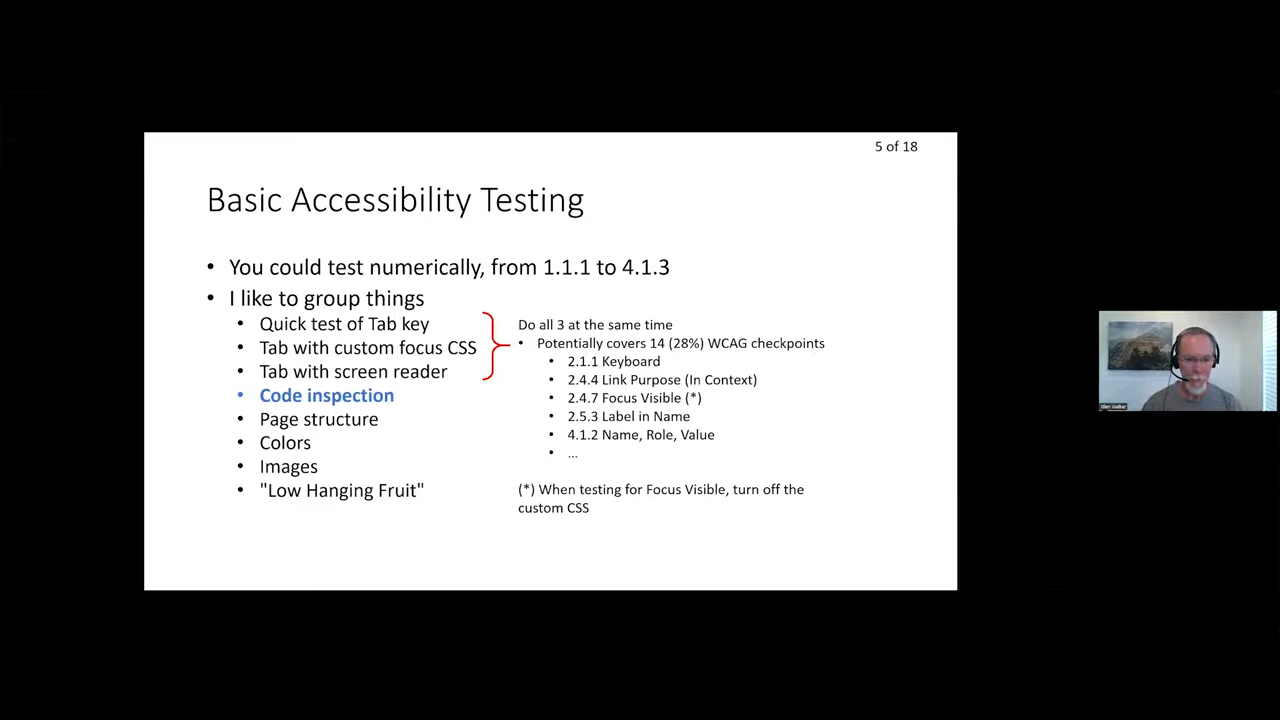 5 of 18
Basic Accessibility Testing
• You could test numerically, from 1.1.1 to 4.1.3
• I like to group things
• Quick test of Tab key
• Tab with custom focus CSS
• Tab with screen reader
• Code inspection
• Page structure
• Colors
• Images
• "Low Hanging Fruit"
Do all 3 at the same time
• Potentially covers 14 (28%) WCAG checkpoints
• 2.1.1 Keyboard
• 2.4.4 Link Purpose (In Context)
• 2.4.7 Focus Visible (*)
• 2.5.3 Label in Name
• 4.1.2 Name, Role, Value
• ...
(*) When testing for Focus Visible, turn off the
custom CSS
Glen Walker